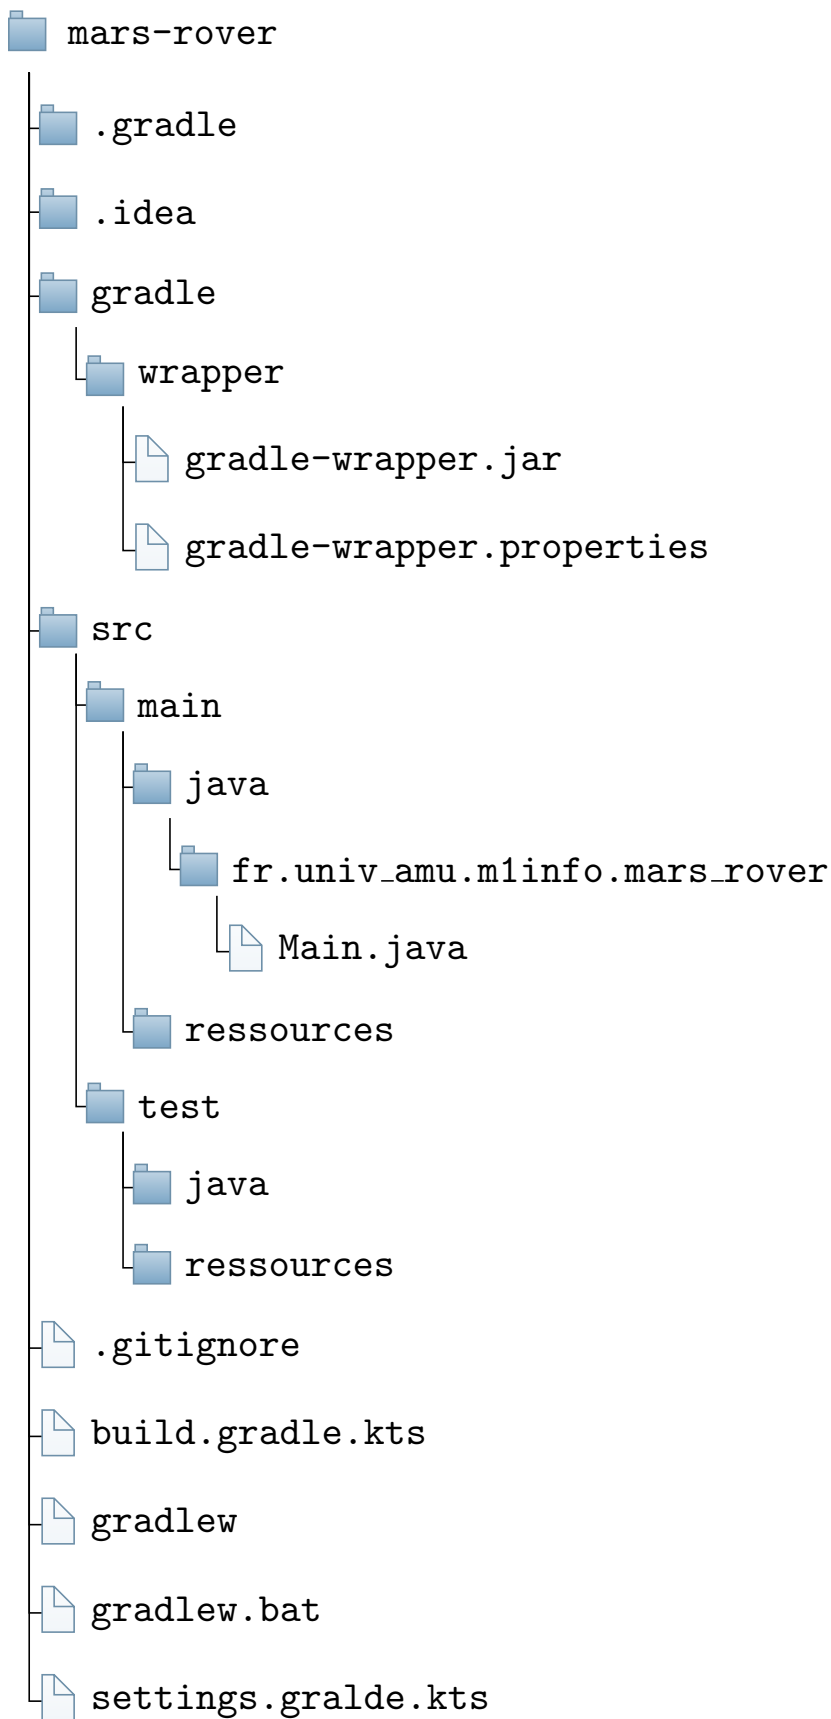 mars-rover
.gradle
.idea
gradle
wrapper
gradle-wrapper.jar
gradle-wrapper.properties
src
main
java
fr.univ_amu.m1info.mars_rover
Main.java
ressources
test
java
ressources
.gitignore
build.gradle.kts
gradlew
gradlew.bat
settings.gralde.kts